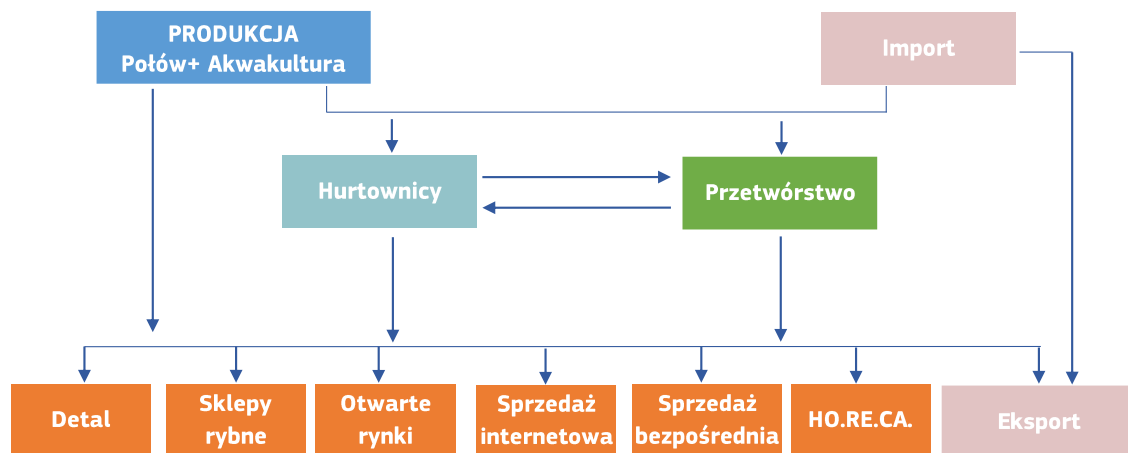 PRODUKCJA
Połów+ Akwakultura
Import
Hurtownicy
Przetwórstwo
Detal
Sklepy
rybne
Otwarte
rynki
Sprzedaż
internetowa
Sprzedaż
bezpośrednia
HO.RE.CA.
Eksport